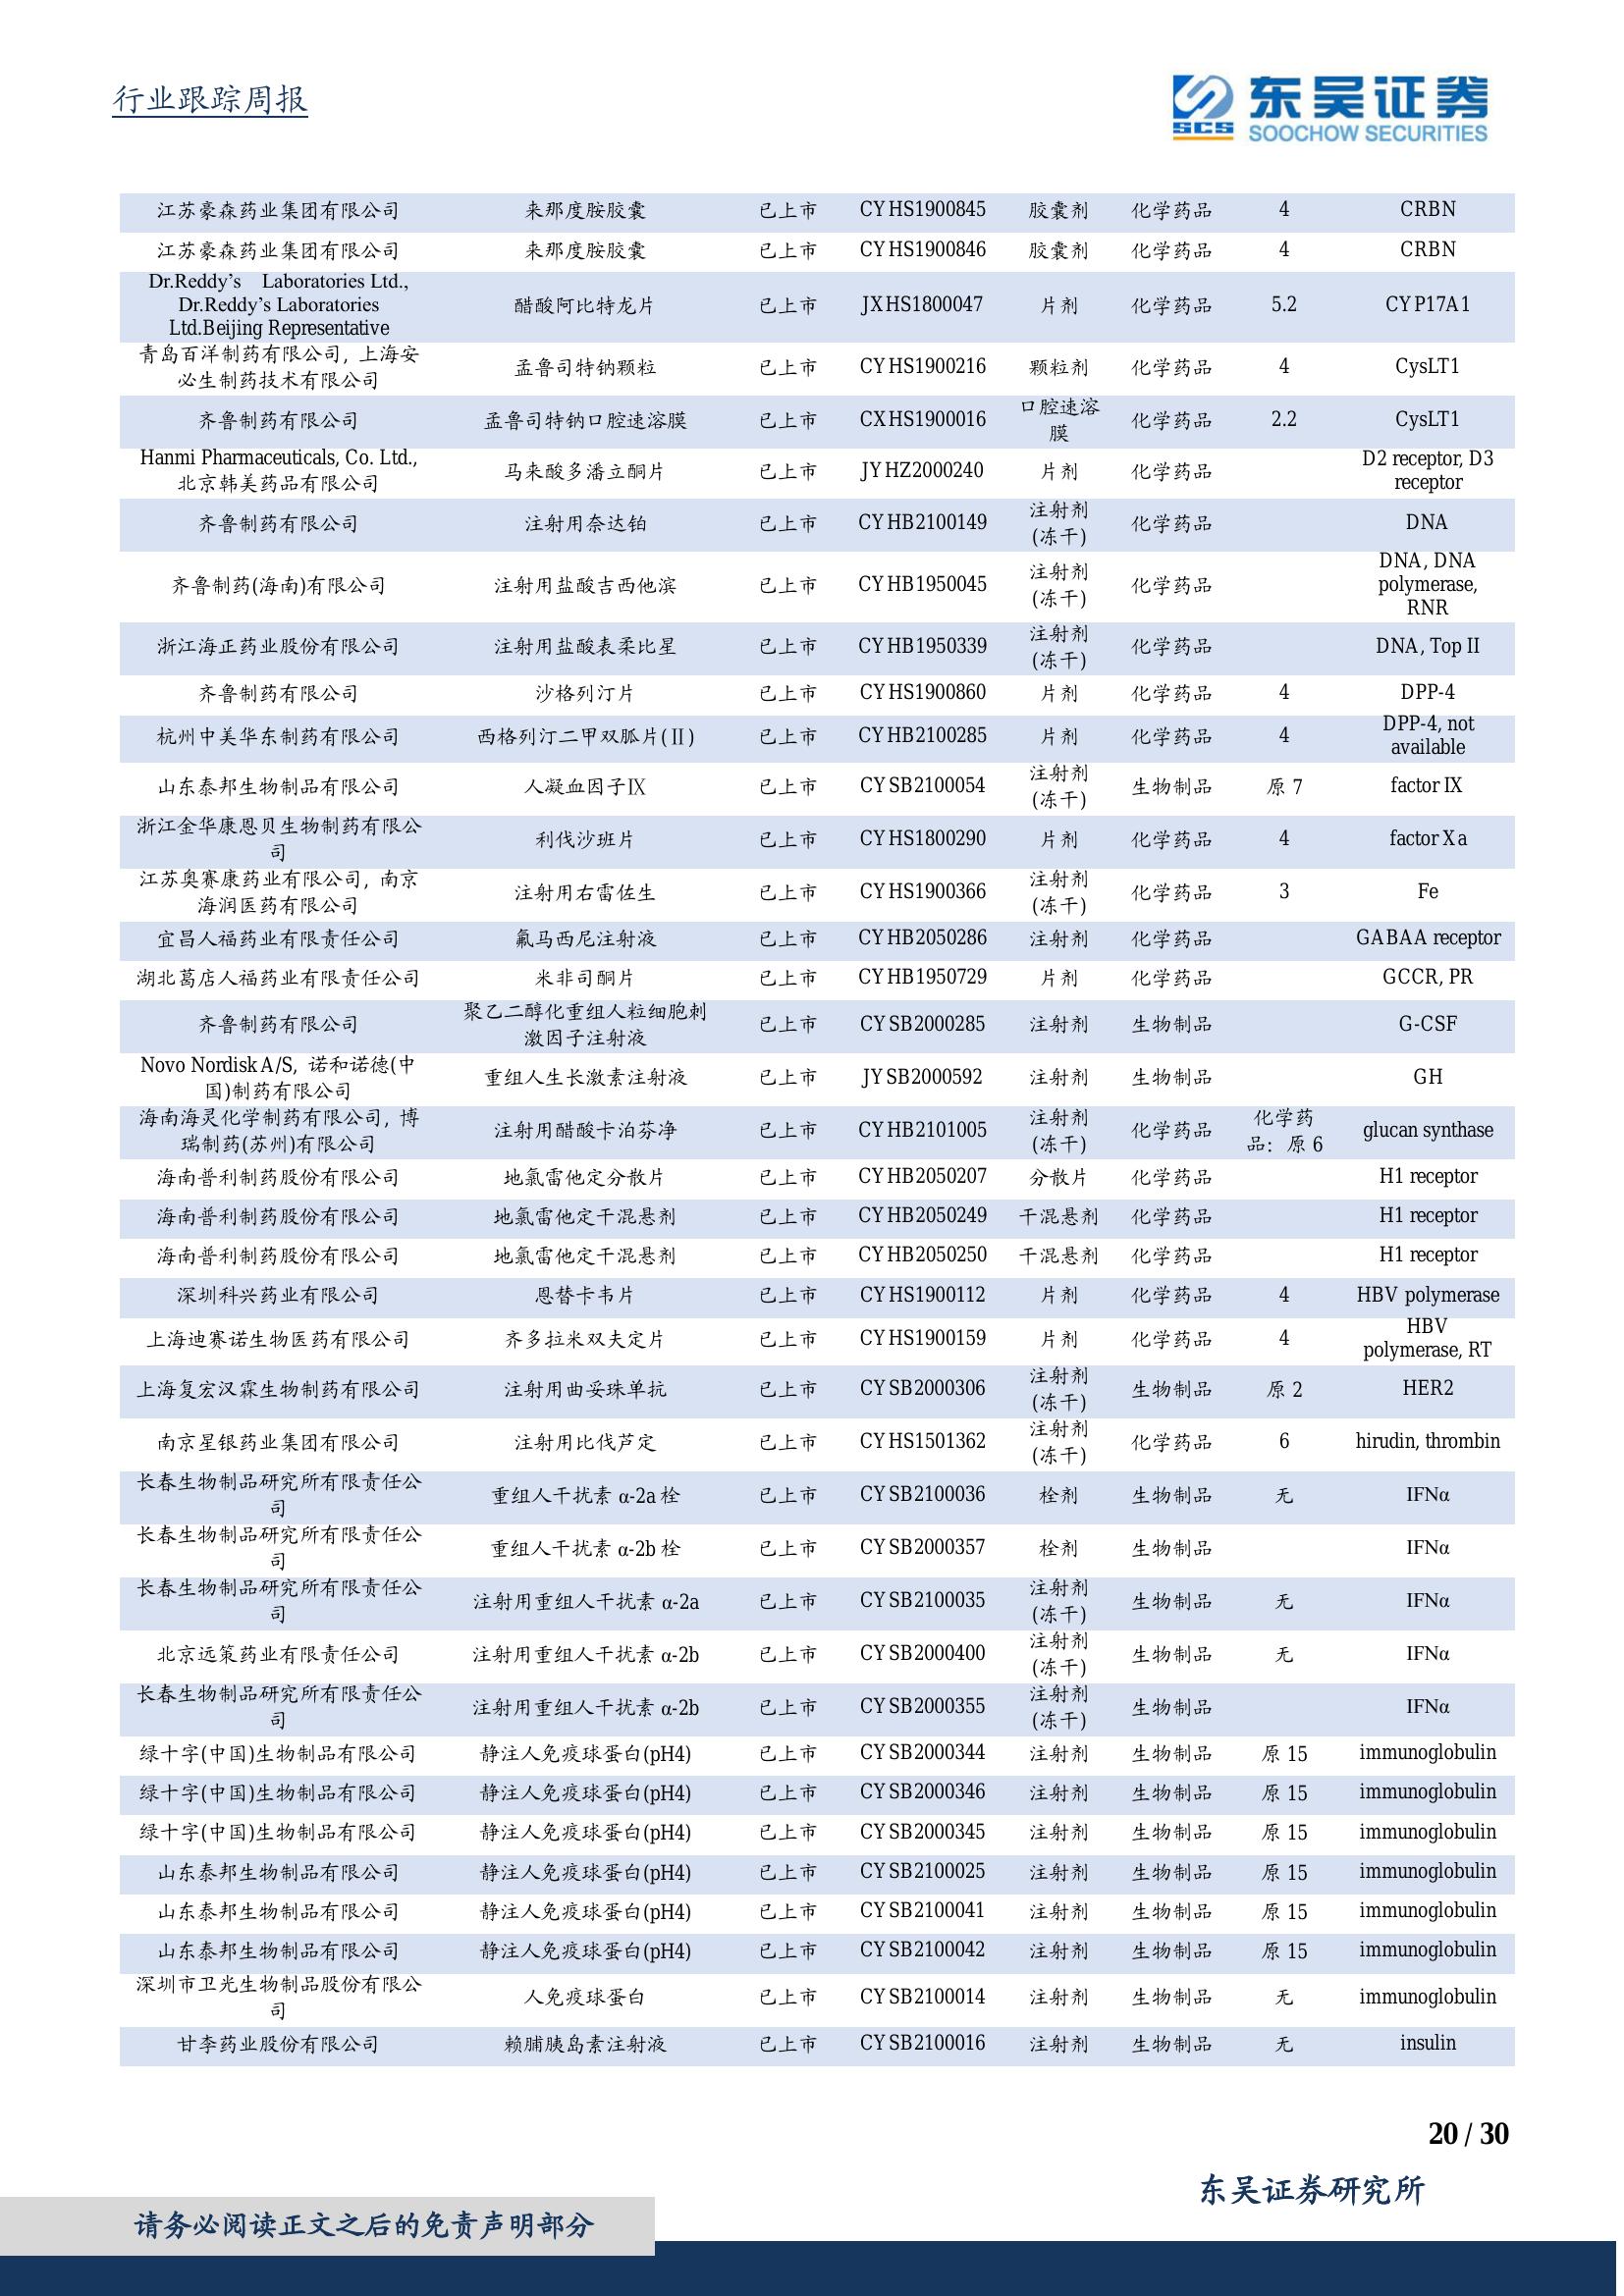 行业跟踪周报
SCS 东吴证券
SOOCHOW SECURITIES
江苏豪森药业集团有限公司 来那度胺胶囊 已上市 CYHS1900845 胶囊剂 化学药品 4 CRBN
江苏豪森药业集团有限公司 来那度胺胶囊 已上市 CYHS1900846 胶囊剂 化学药品 4 CRBN
Dr.Reddy’s Laboratories Ltd.,
Dr.Reddy’s Laboratories
Ltd.Beijing Representative
醋酸阿比特龙片 已上市 JXHS1800047 片剂 化学药品 5.2 CYP17A1
青岛百洋制药有限公司, 上海安
必生制药技术有限公司
孟鲁司特钠颗粒 已上市 CYHS1900216 颗粒剂 化学药品 4 CysLT1
齐鲁制药有限公司 孟鲁司特钠口腔速溶膜 已上市 CXHS1900016
口腔速溶
膜
化学药品 2.2 CysLT1
Hanmi Pharmaceuticals, Co. Ltd.,
北京韩美药品有限公司
马来酸多潘立酮片 已上市 JYHZ2000240 片剂 化学药品
D2 receptor, D3
receptor
齐鲁制药有限公司 注射用奈达铂 已上市 CYHB2100149
注射剂
(冻干)
化学药品 DNA
齐鲁制药(海南)有限公司 注射用盐酸吉西他滨 已上市 CYHB1950045
注射剂
(冻干)
化学药品
DNA, DNA
polymerase,
RNR
浙江海正药业股份有限公司 注射用盐酸表柔比星 已上市 CYHB1950339
注射剂
(冻干)
化学药品 DNA, Top II
齐鲁制药有限公司 沙格列汀片 已上市 CYHS1900860 片剂 化学药品 4 DPP-4
杭州中美华东制药有限公司 西格列汀二甲双胍片(Ⅱ) 已上市 CYHB2100285 片剂 化学药品 4
DPP-4, not
available
山东泰邦生物制品有限公司 人凝血因子Ⅸ 已上市 CYSB2100054
注射剂
(冻干)
生物制品 原 7 factor IX
浙江金华康恩贝生物制药有限公
司
利伐沙班片 已上市 CYHS1800290 片剂 化学药品 4 factor Xa
江苏奥赛康药业有限公司, 南京
海润医药有限公司
注射用右雷佐生 已上市 CYHS1900366
注射剂
(冻干)
化学药品 3 Fe
宜昌人福药业有限责任公司 氟马西尼注射液 已上市 CYHB2050286 注射剂 化学药品 GABAA receptor
湖北葛店人福药业有限责任公司 米非司酮片 已上市 CYHB1950729 片剂 化学药品 GCCR, PR
齐鲁制药有限公司
聚乙二醇化重组人粒细胞刺
激因子注射液
已上市 CYSB2000285 注射剂 生物制品 G-CSF
Novo Nordisk A/S, 诺和诺德(中
国)制药有限公司
重组人生长激素注射液 已上市 JYSB2000592 注射剂 生物制品 GH
海南海灵化学制药有限公司, 博
瑞制药(苏州)有限公司
注射用醋酸卡泊芬净 已上市 CYHB2101005
注射剂
(冻干)
化学药品
化学药
品: 原 6
glucan synthase
海南普利制药股份有限公司 地氯雷他定分散片 已上市 CYHB2050207 分散片 化学药品 H1 receptor
海南普利制药股份有限公司 地氯雷他定干混悬剂 已上市 CYHB2050249 干混悬剂 化学药品 H1 receptor
海南普利制药股份有限公司 地氯雷他定干混悬剂 已上市 CYHB2050250 干混悬剂 化学药品 H1 receptor
深圳科兴药业有限公司 恩替卡韦片 已上市 CYHS1900112 片剂 化学药品 4 HBV polymerase
上海迪赛诺生物医药有限公司 齐多拉米双夫定片 已上市 CYHS1900159 片剂 化学药品 4
HBV
polymerase, RT
上海复宏汉霖生物制药有限公司 注射用曲妥珠单抗 已上市 CYSB2000306
注射剂
(冻干)
生物制品 原 2 HER2
南京星银药业集团有限公司 注射用比伐芦定 已上市 CYHS1501362
注射剂
(冻干)
化学药品 6 hirudin, thrombin
长春生物制品研究所有限责任公
司
重组人干扰素 α-2a 栓 已上市 CYSB2100036 栓剂 生物制品 无 IFNα
长春生物制品研究所有限责任公
司
重组人干扰素 α-2b 栓 已上市 CYSB2000357 栓剂 生物制品 IFNα
长春生物制品研究所有限责任公
司
注射用重组人干扰素 α-2a 已上市 CYSB2100035
注射剂
(冻干)
生物制品 无 IFNα
北京远策药业有限责任公司 注射用重组人干扰素 α-2b 已上市 CYSB2000400
注射剂
(冻干)
生物制品 无 IFNα
长春生物制品研究所有限责任公
司
注射用重组人干扰素 α-2b 已上市 CYSB2000355
注射剂
(冻干)
生物制品 IFNα
绿十字(中国)生物制品有限公司 静注人免疫球蛋白(pH4) 已上市 CYSB2000344 注射剂 生物制品 原 15 immunoglobulin
绿十字(中国)生物制品有限公司 静注人免疫球蛋白(pH4) 已上市 CYSB2000346 注射剂 生物制品 原 15 immunoglobulin
绿十字(中国)生物制品有限公司 静注人免疫球蛋白(pH4) 已上市 CYSB2000345 注射剂 生物制品 原 15 immunoglobulin
山东泰邦生物制品有限公司 静注人免疫球蛋白(pH4) 已上市 CYSB2100025 注射剂 生物制品 原 15 immunoglobulin
山东泰邦生物制品有限公司 静注人免疫球蛋白(pH4) 已上市 CYSB2100041 注射剂 生物制品 原 15 immunoglobulin
山东泰邦生物制品有限公司 静注人免疫球蛋白(pH4) 已上市 CYSB2100042 注射剂 生物制品 原 15 immunoglobulin
深圳市卫光生物制品股份有限公
司
人免疫球蛋白 已上市 CYSB2100014 注射剂 生物制品 无 immunoglobulin
甘李药业股份有限公司 赖脯胰岛素注射液 已上市 CYSB2100016 注射剂 生物制品 无 insulin
20 / 30
东吴证券研究所
请务必阅读正文之后的免责声明部分